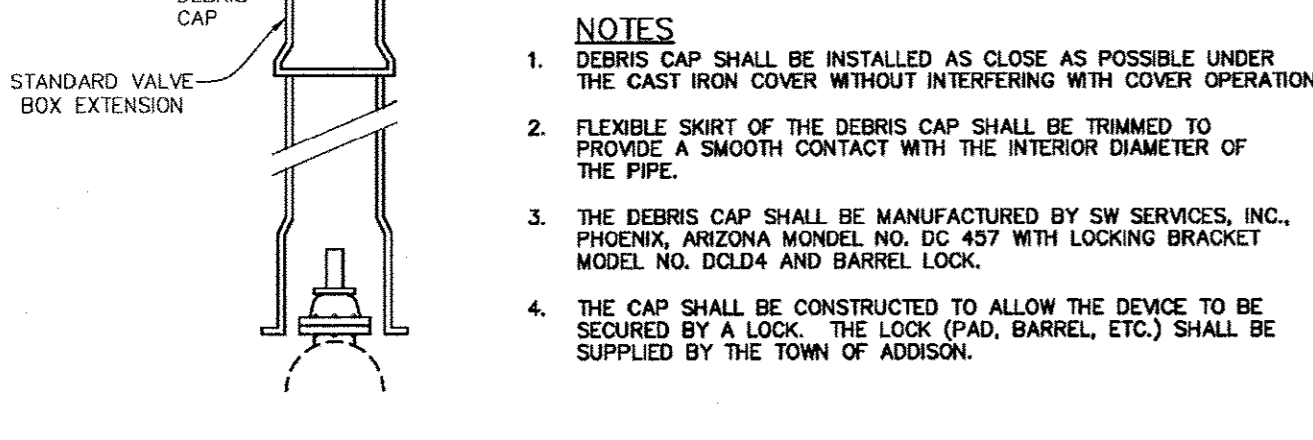 CAP
STANDARD VALVE
BOX EXTENSION
NOTES
1. DEBRIS CAP SHALL BE INSTALLED AS CLOSE AS POSSIBLE UNDER
THE CAST IRON COVER WITHOUT INTERFERING WITH COVER OPERATION
2. FLEXIBLE SKIRT OF THE DEBRIS CAP SHALL BE TRIMMED TO
PROVIDE A SMOOTH CONTACT WITH THE INTERIOR DIAMETER OF
THE PIPE.
3. THE DEBRIS CAP SHALL BE MANUFACTURED BY SW SERVICES, INC.,
PHOENIX, ARIZONA MONDEL NO. DC 457 WITH LOCKING BRACKET
MODEL NO. DCLD4 AND BARREL LOCK.
4. THE CAP SHALL BE CONSTRUCTED TO ALLOW THE DEVICE TO BE
SECURED BY A LOCK. THE LOCK (PAD, BARREL, ETC.) SHALL BE
SUPPLIED BY THE TOWN OF ADDISON.